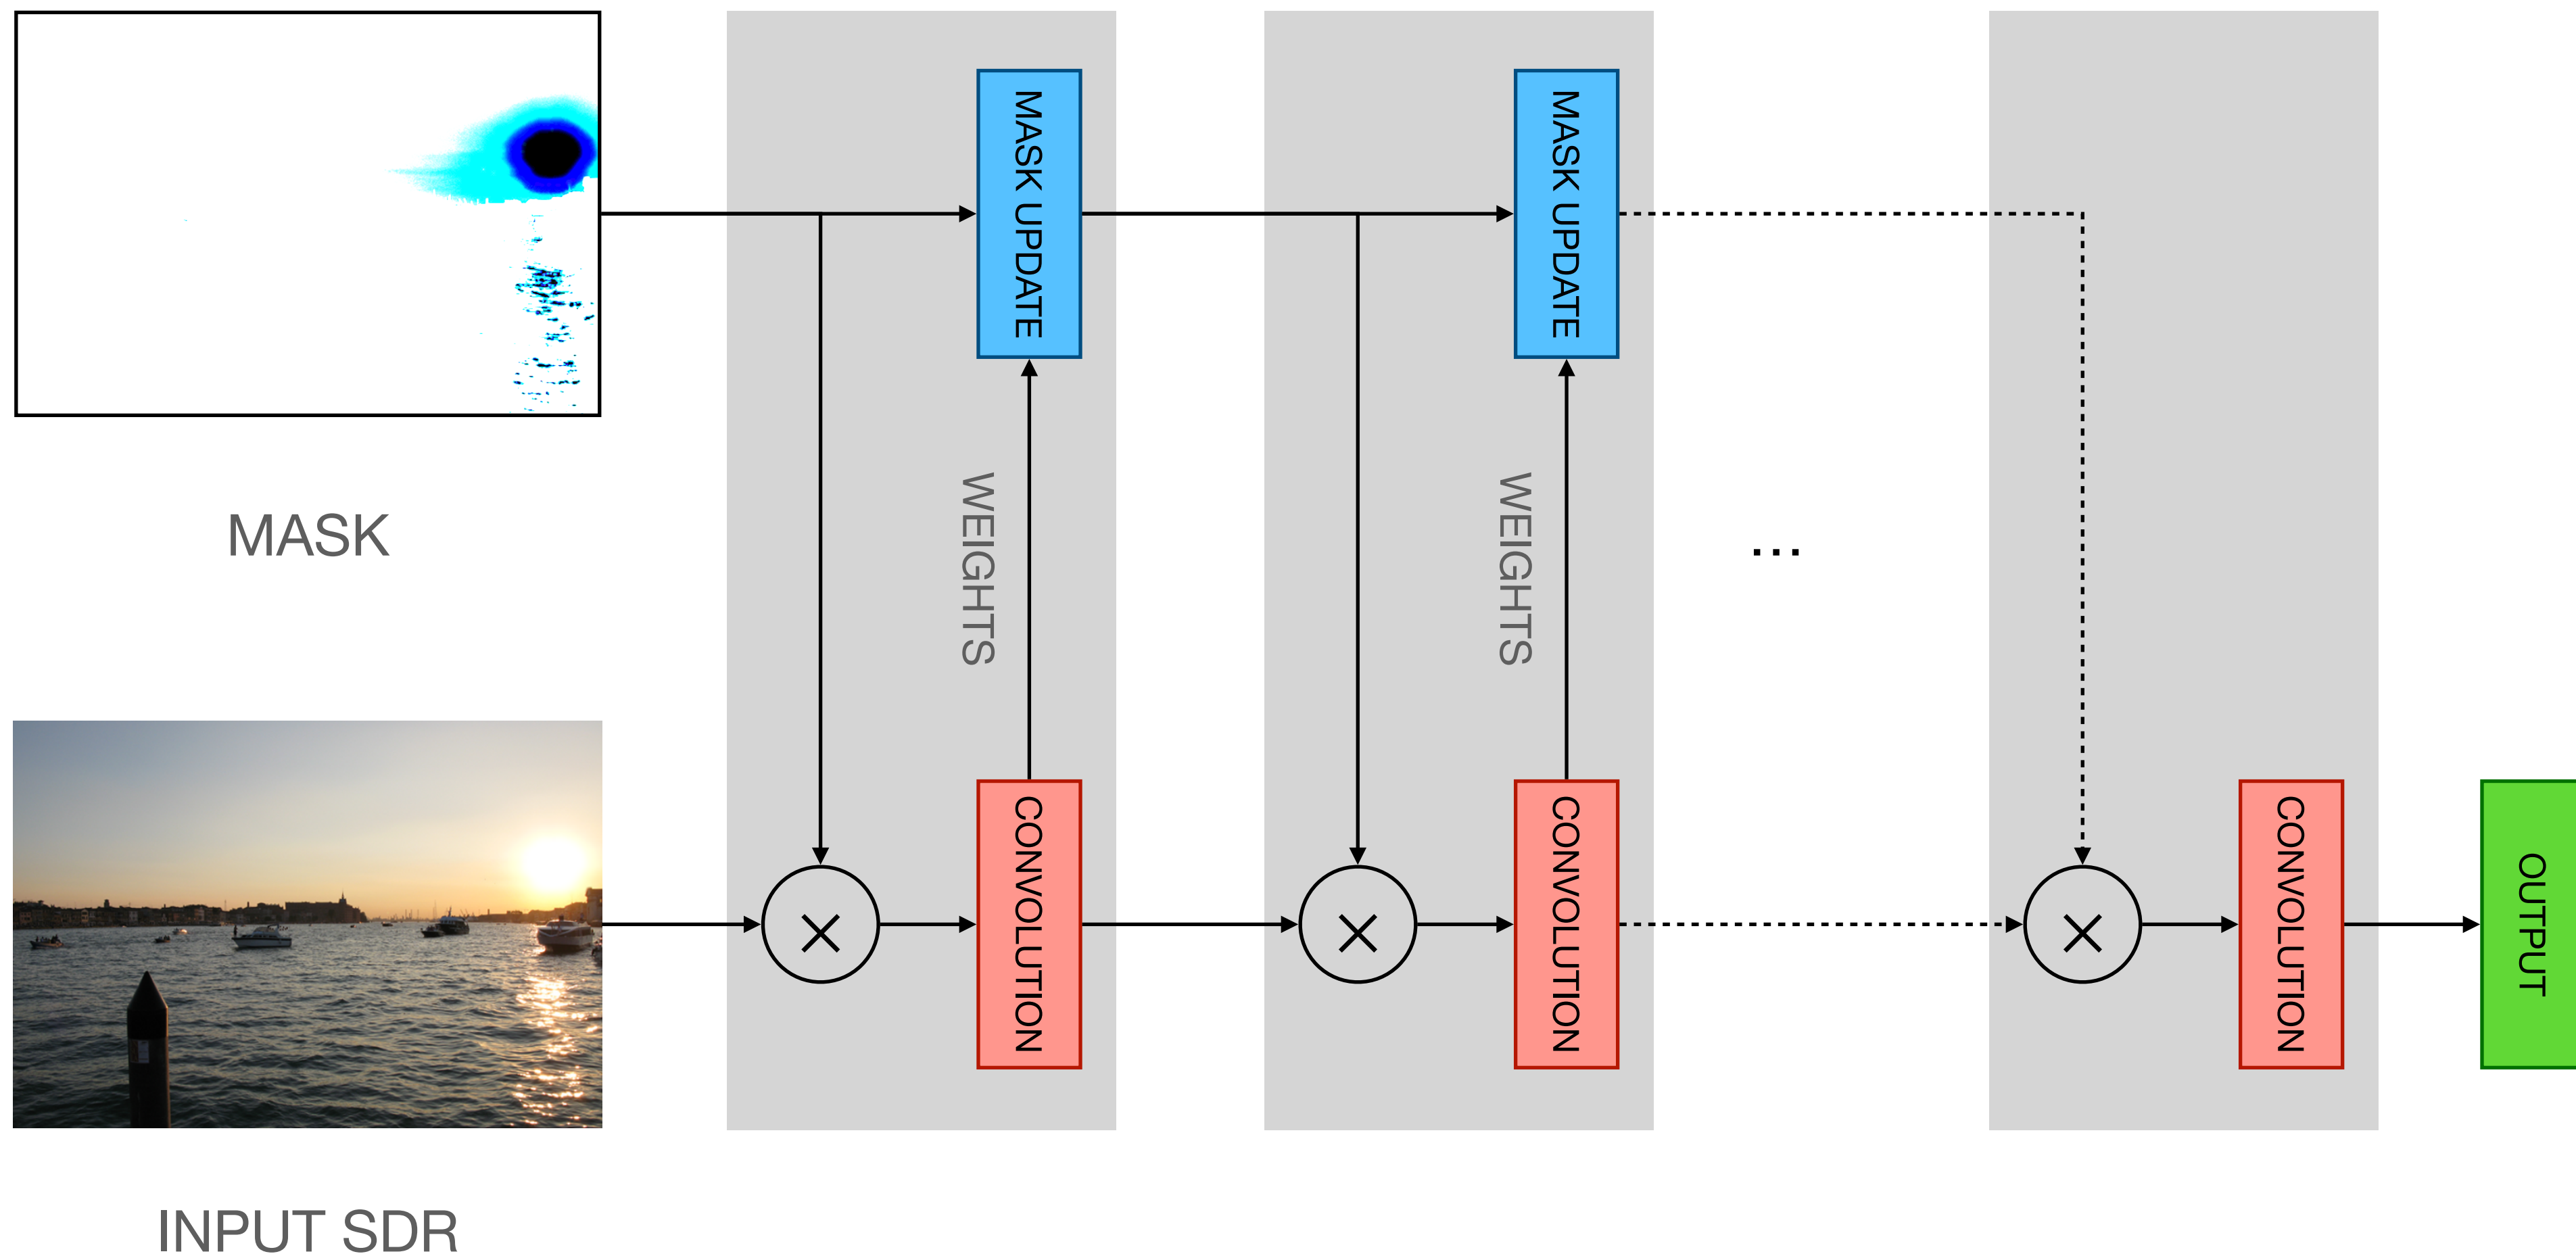 MASK
INPUT SDR
MASK UPDATE
WEIGHTS
CONVOLUTION
MASK UPDATE
WEIGHTS
CONVOLUTION
...
CONVOLUTION
OUTPUT